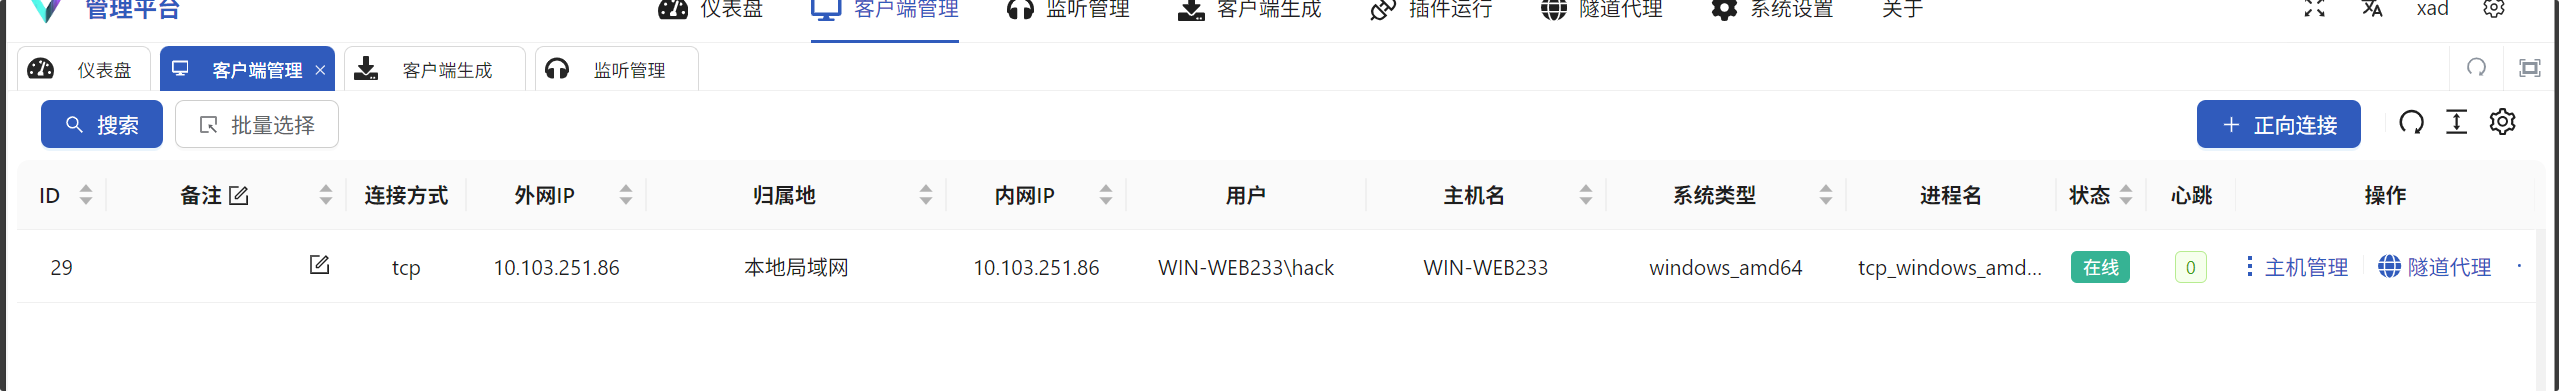 管理平台 仪表盘 客户端管理 监听管理 客户端生成 插件运行 隧道代理 系统设置 关于 xad
仪表盘 客户端管理 客户端生成 监听管理
搜索 批量选择 正向连接
ID 备注 连接方式 外网IP 归属地 内网IP 用户 主机名 系统类型 进程名 状态 心跳 操作
29 tcp 10.103.251.86 本地局域网 10.103.251.86 WIN-WEB233\hack WIN-WEB233 windows_amd64 tcp_windows_amd... 在线 0 主机管理 隧道代理